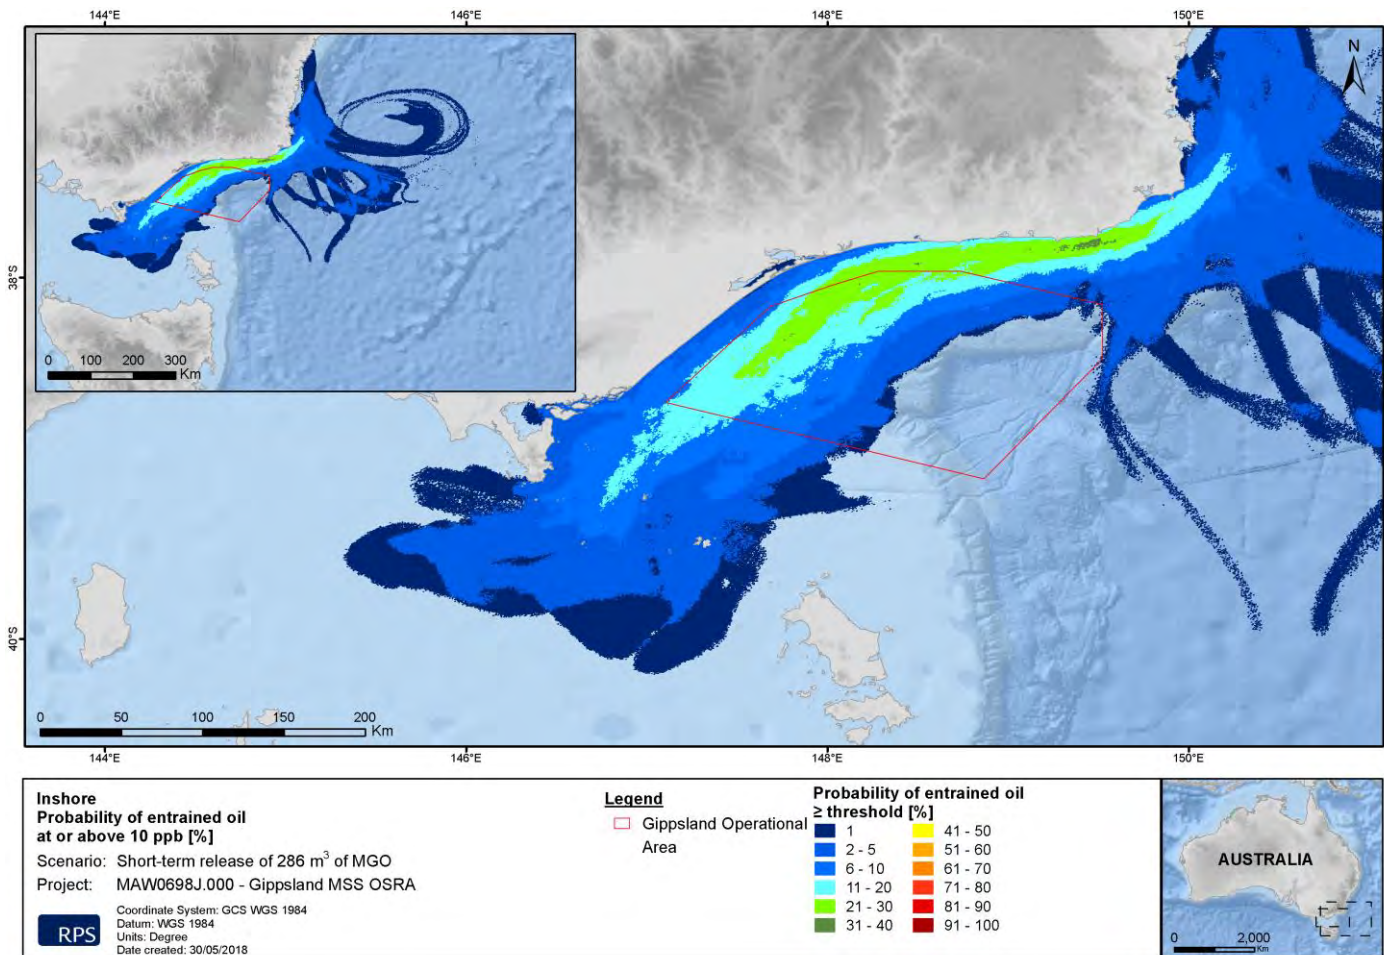 144°E 146°E 148°E 150°E
N
38°S
40°S
0 100 200 300
Km
0 50 100 150 200
Km
144°E 146°E 148°E 150°E
Inshore
Probability of entrained oil
at or above 10 ppb [%]
Scenario: Short-term release of 286 m³ of MGO
Project: MAW0698J.000 - Gippsland MSS OSRA
RPS
Coordinate System: GCS WGS 1984
Datum: WGS 1984
Units: Degree
Date created: 30/05/2018
Legend
Gippsland Operational
Area
Probability of entrained oil
≥ threshold [%]
1
2 - 5
6 - 10
11 - 20
21 - 30
31 - 40
41 - 50
51 - 60
61 - 70
71 - 80
81 - 90
91 - 100
AUSTRALIA
0 2,000
Km